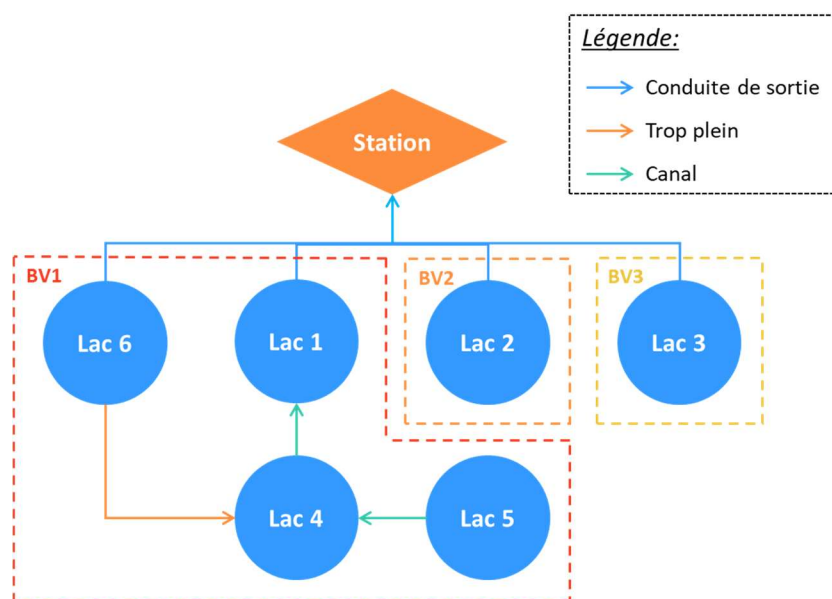 Légende:
Conduite de sortie
Trop plein
Canal
Station
BV1
BV2
BV3
Lac 6
Lac 1
Lac 2
Lac 3
Lac 4
Lac 5